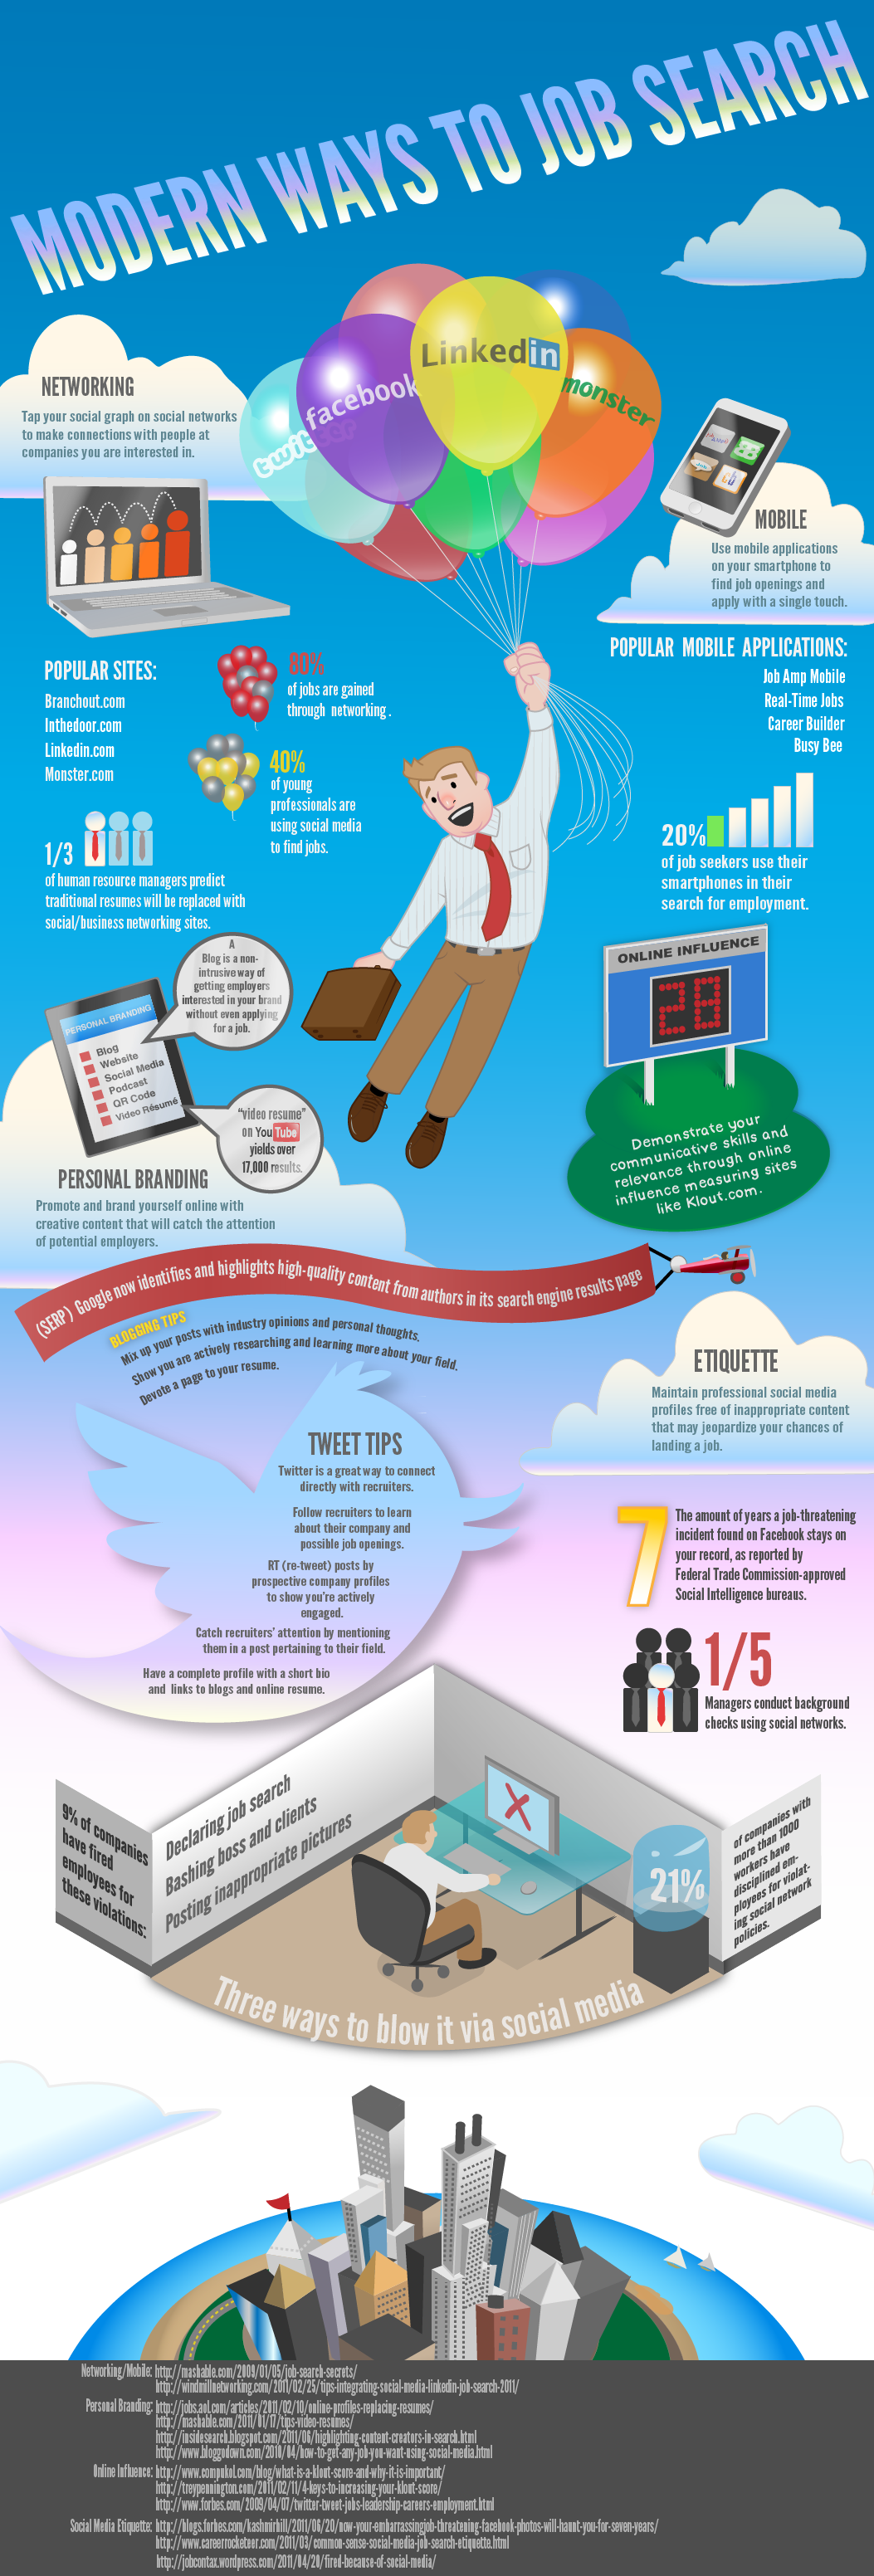 MODERN WAYS TO JOB SEARCH
twitter?
facebook
Linkedin
monster
NETWORKING
Tap your social graph on social networks
to make connections with people at
companies you are interested in.
MOBILE
Use mobile applications
on your smartphone to
find job openings and
apply with a single touch.
POPULAR SITES:
Branchout.com
Inthedoor.com
Linkedin.com
Monster.com
80%
of jobs are gained
through networking .
40%
of young
professionals are
using social media
to find jobs.
1/3
of human resource managers predict
traditional resumes will be replaced with
social/business networking sites.
POPULAR MOBILE APPLICATIONS:
Job Amp Mobile
Real-Time Jobs
Career Builder
Busy Bee
20%
of job seekers use their
smartphones in their
search for employment.
A
Blog is a non-
intrusive way of
getting employers
interested in your brand
without even applying
for a job.
PERSONAL BRANDING
Blog
Website
Social Media
Podcast
QR Code
Video Résumé
"video resume"
on YouTube
yields over
17,000 results.
PERSONAL BRANDING
Promote and brand yourself online with
creative content that will catch the attention
of potential employers.
ONLINE INFLUENCE
28
Demonstrate your
communicative skills and
relevance through online
influence measuring sites
like Klout.com.
(SERP) Google now identifies and highlights high-quality content from authors in its search engine results page
BLOGGING TIPS
Mix up your posts with industry opinions and personal thoughts.
Show you are actively researching and learning more about your field.
Devote a page to your resume.
ETIQUETTE
Maintain professional social media
profiles free of inappropriate content
that may jeopardize your chances of
landing a job.
TWEET TIPS
Twitter is a great way to connect
directly with recruiters.
Follow recruiters to learn
about their company and
possible job openings.
RT (re-tweet) posts by
prospective company profiles
to show you're actively
engaged.
Catch recruiters' attention by mentioning
them in a post pertaining to their field.
Have a complete profile with a short bio
and links to blogs and online resume.
7
The amount of years a job-threatening
incident found on Facebook stays on
your record, as reported by
Federal Trade Commission-approved
Social Intelligence bureaus.
1/5
Managers conduct background
checks using social networks.
9% of companies
have fired
employees for
these violations:
Declaring job search
Bashing boss and clients
Posting inappropriate pictures
21%
of companies with
more than 1000
workers have
disciplined em-
ployees for violat-
ing social network
policies.
Three ways to blow it via social media
Networking/Mobile: http://mashable.com/2009/01/05/job-search-secrets/
http://windmillnetworking.com/2011/02/25/tips-integrating-social-media-linkedin-job-search-2011/
Personal Branding: http://jobs.aol.com/articles/2011/02/10/online-profiles-replacing-resumes/
http://mashable.com/2011/01/17/tips-video-resumes/
http://insidesearch.blogspot.com/2011/06/highlighting-content-creators-in-search.html
http://www.bloggodown.com/2010/04/how-to-get-any-job-you-want-using-social-media.html
Online Influence: http://www.compukol.com/blog/what-is-a-klout-score-and-why-it-is-important/
http://treypennington.com/2011/02/11/4-keys-to-increasing-your-klout-score/
http://www.forbes.com/2009/04/07/twitter-tweet-jobs-leadership-careers-employment.html
Social Media Etiquette: http://blogs.forbes.com/kashmirhill/2011/06/20/now-your-embarrassingjob-threatening-facebook-photos-will-haunt-you-for-seven-years/
http://www.careerrocketeer.com/2011/03/common-sense-social-media-job-search-etiquette.html
http://jobcontax.wordpress.com/2011/04/28/fired-because-of-social-media/